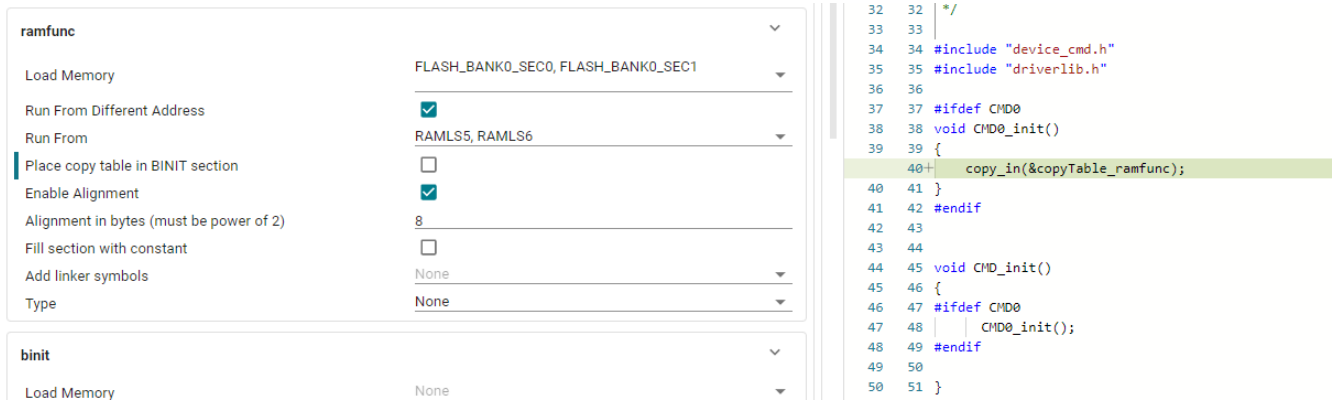 ramfunc
Load Memory FLASH_BANK0_SEC0, FLASH_BANK0_SEC1
Run From Different Address
Run From RAMLS5, RAMLS6
Place copy table in BINIT section
Enable Alignment
Alignment in bytes (must be power of 2) 8
Fill section with constant
Add linker symbols None
Type None
binit
Load Memory None
32 32 */
33 33
34 34 #include "device_cmd.h"
35 35 #include "driverlib.h"
36 36
37 37 #ifdef CMD0
38 38 void CMD0_init()
39 39 {
40+ copy_in(&copyTable_ramfunc);
40 41 }
41 42 #endif
42 43
43 44
44 45 void CMD_init()
45 46 {
46 47 #ifdef CMD0
47 48 CMD0_init();
48 49 #endif
49 50
50 51 }